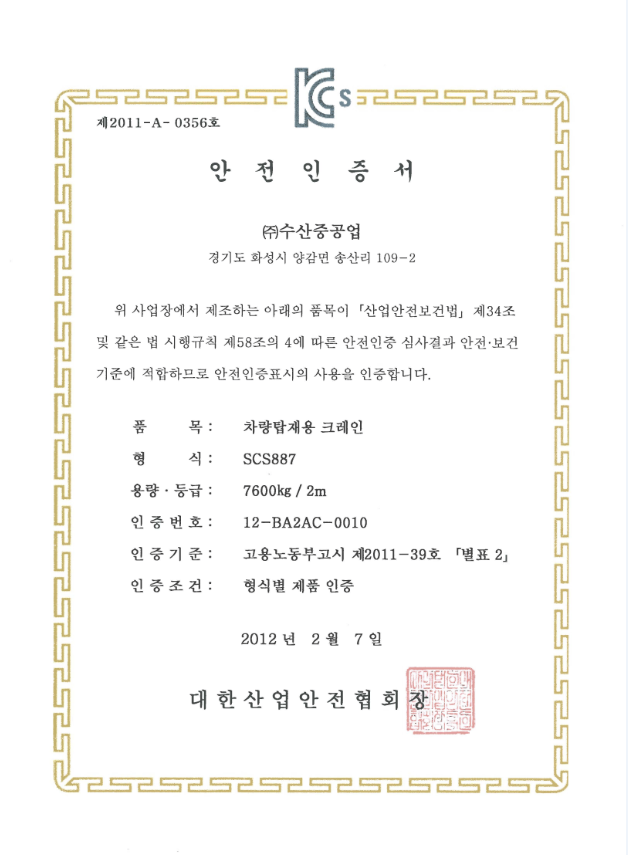 KCs
제2011-A- 0356호
안 전 인 증 서
㈜수산중공업
경기도 화성시 양감면 송산리 109-2
위 사업장에서 제조하는 아래의 품목이 「산업안전보건법」 제34조
및 같은 법 시행규칙 제58조의 4에 따른 안전인증 심사결과 안전·보건
기준에 적합하므로 안전인증표시의 사용을 인증합니다.
품 목 : 차량탑재용 크레인
형 식 : SCS887
용량 · 등급 : 7600kg / 2m
인 증 번 호 : 12-BA2AC-0010
인 증 기 준 : 고용노동부고시 제2011-39호 「별표 2」
인 증 조 건 : 형식별 제품 인증
2012 년 2 월 7 일
대 한 산 업 안 전 협 회 장